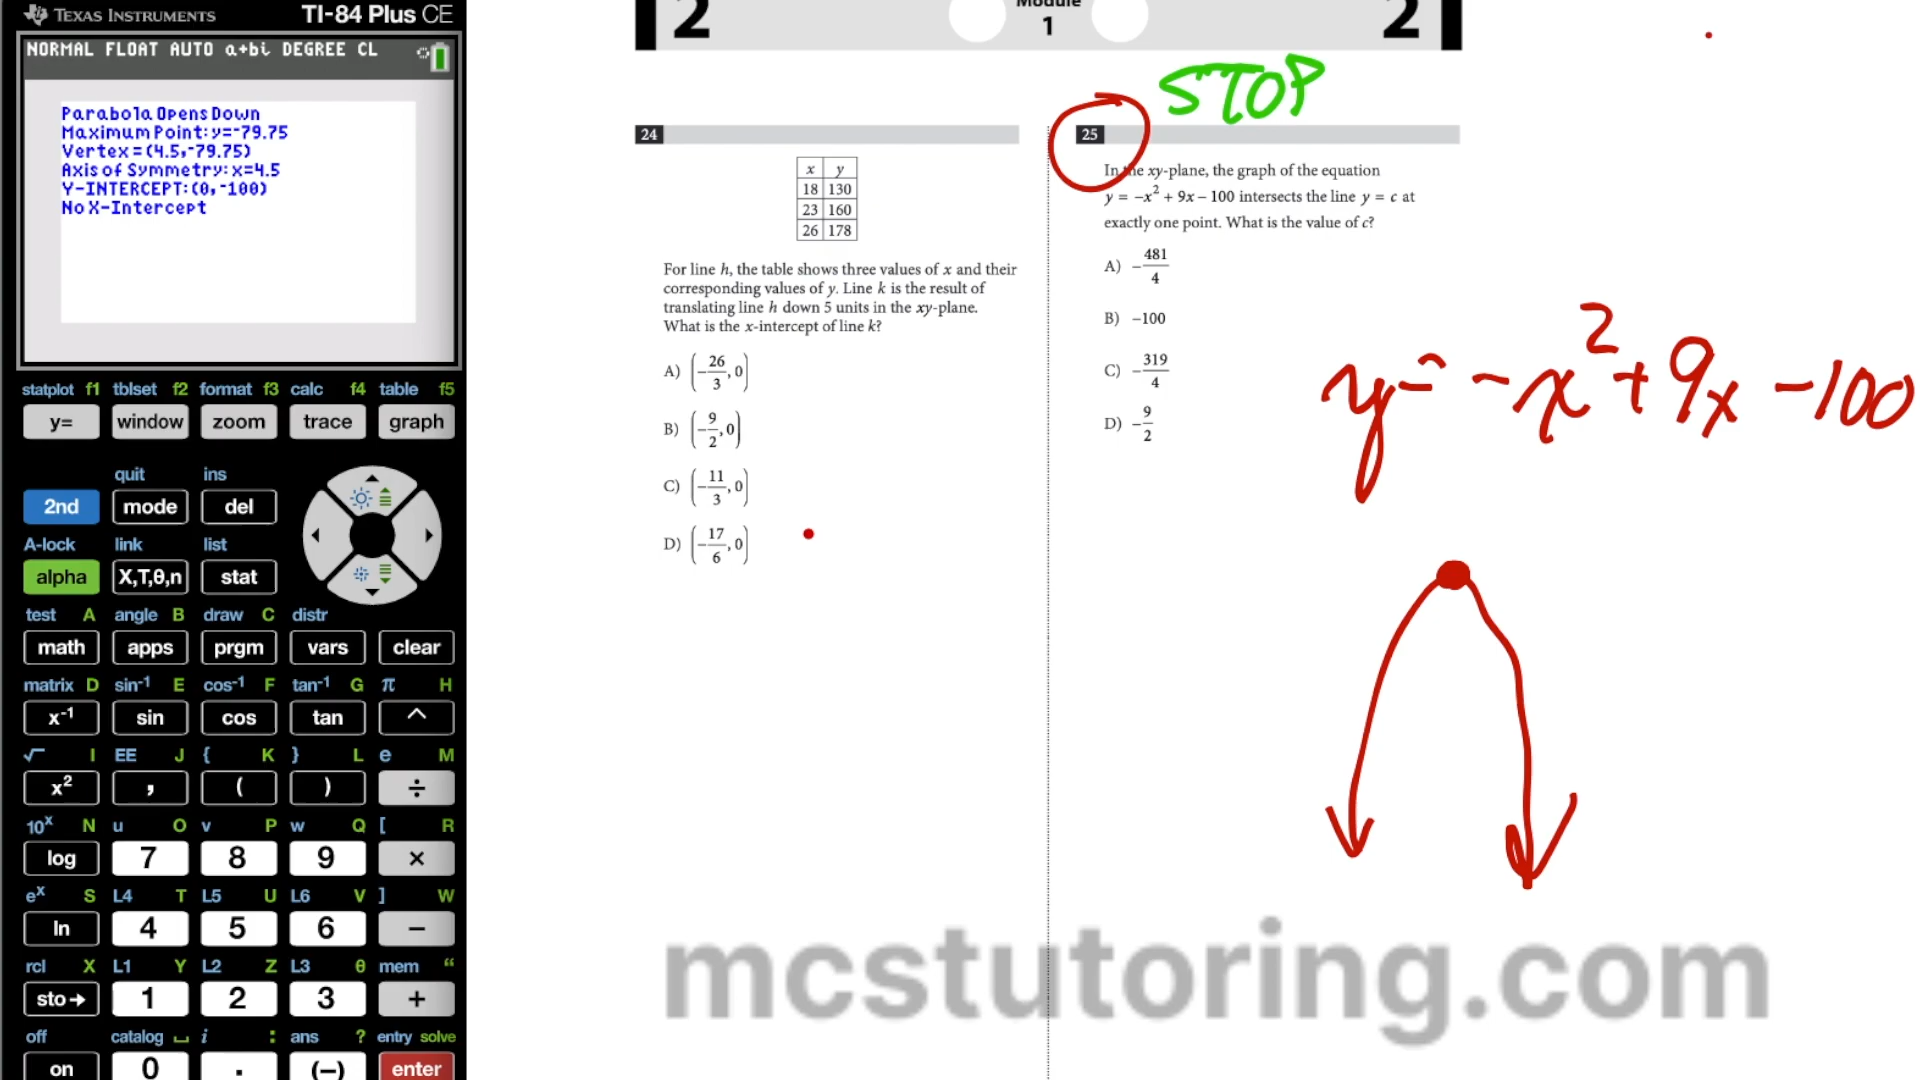 TEXAS INSTRUMENTS TI-84 Plus CE
NORMAL FLOAT AUTO a+bi DEGREE CL
Parabola Opens Down
Maximum Point: y=-79.75
Vertex=(4.5,-79.75)
Axis of Symmetry: x=4.5
Y-INTERCEPT:(0,-100)
No X-Intercept
statplot f1 tblset f2 format f3 calc f4 table f5
y= window zoom trace graph
quit ins
2nd mode del
A-lock link list
alpha X,T,θ,n stat
test A angle B draw C distr
math apps prgm vars clear
matrix D sin⁻¹ E cos⁻¹ F tan⁻¹ G π H
x⁻¹ sin cos tan ^
√ I EE J { K } L e M
x² , ( ) ÷
10ˣ N u O v P w Q [ R
log 7 8 9 ×
eˣ S L4 T L5 U L6 V ] W
ln 4 5 6 −
rcl X L1 Y L2 Z L3 θ mem "
sto→ 1 2 3 +
off catalog ␣ i : ans ? entry solve
on 0 . (−) enter
2 Module 2
1
24
x y
18 130
23 160
26 178
For line h, the table shows three values of x and their
corresponding values of y. Line k is the result of
translating line h down 5 units in the xy-plane.
What is the x-intercept of line k?
A) (−26/3, 0)
B) (−9/2, 0)
C) (−11/3, 0)
D) (−17/6, 0)
STOP
25
In the xy-plane, the graph of the equation
y = −x² + 9x − 100 intersects the line y = c at
exactly one point. What is the value of c?
A) −481/4
B) −100
C) −319/4
D) −9/2
y = -x² + 9x - 100
mcstutoring.com